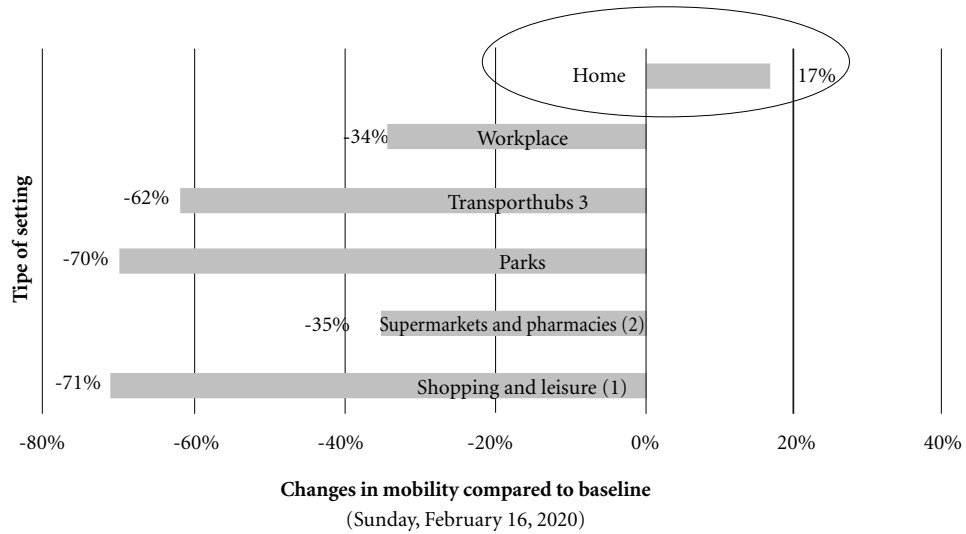 Home
17%
-34%
Workplace
-62%
Transporthubs 3
-70%
Parks
-35%
Supermarkets and pharmacies (2)
-71%
Shopping and leisure (1)
Tipe of setting
-80%
-60%
-40%
-20%
0%
20%
40%
Changes in mobility compared to baseline
(Sunday, February 16, 2020)